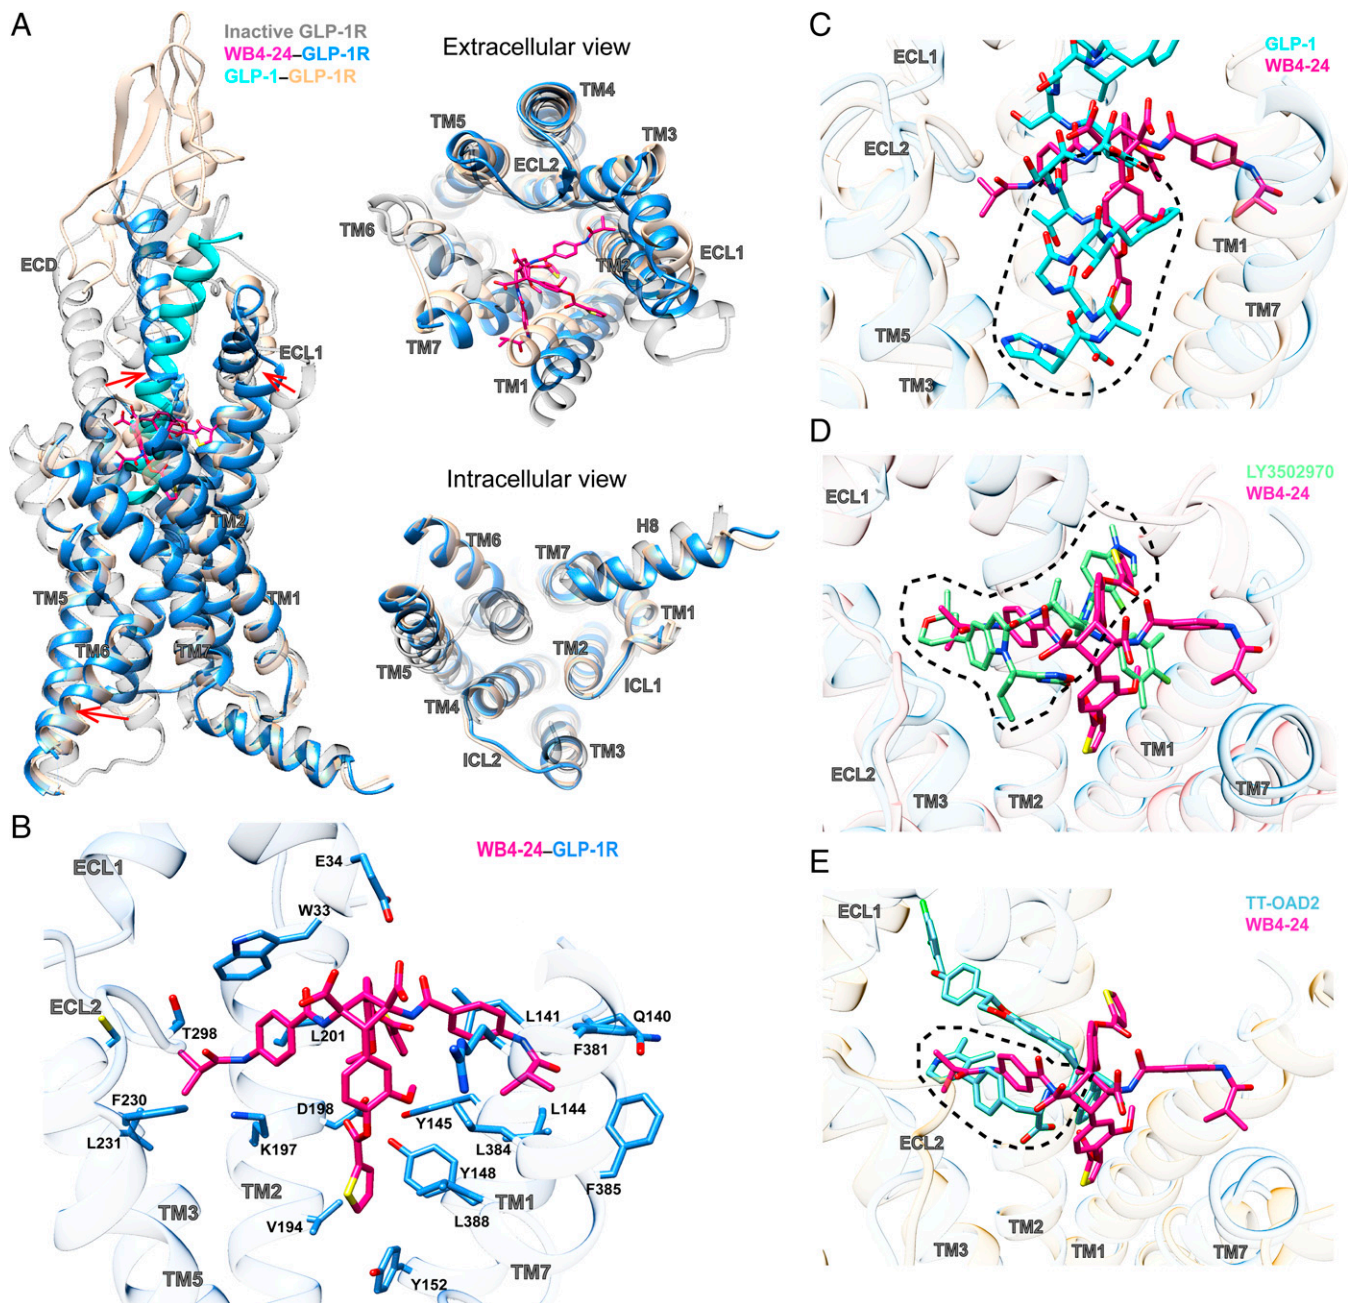 A
Inactive GLP-1R
WB4-24–GLP-1R
GLP-1–GLP-1R
ECD
ECL1
TM2
TM5
TM1
TM6
TM7
Extracellular view
TM4
TM5
TM3
ECL2
TM6
TM2
ECL1
TM7
TM1
Intracellular view
H8
TM6
TM7
TM1
TM2
TM5
ICL1
TM4
TM3
ICL2
B
WB4-24–GLP-1R
E34
ECL1
W33
ECL2
T298
L201
L141
Q140
F381
F230
D198
L144
L231
K197
Y145
L384
Y148
F385
TM2
TM1
TM3
V194
L388
TM5
Y152
TM7
C
GLP-1
WB4-24
ECL1
ECL2
TM1
TM7
TM5
TM3
D
LY3502970
WB4-24
ECL1
TM1
ECL2
TM7
TM3
TM2
E
TT-OAD2
WB4-24
ECL1
ECL2
TM2
TM3
TM1
TM7